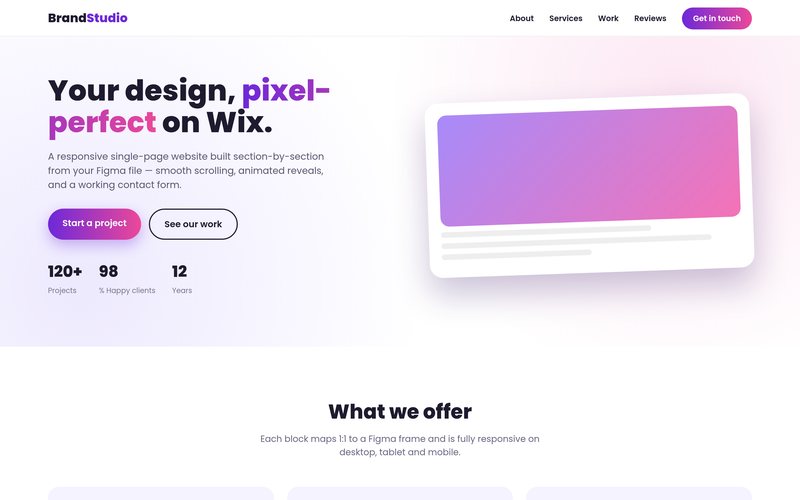 BrandStudio
About Services Work Reviews Get in touch
Your design, pixel-
perfect on Wix.
A responsive single-page website built section-by-section
from your Figma file — smooth scrolling, animated reveals,
and a working contact form.
Start a project See our work
120+ 98 12
Projects % Happy clients Years
What we offer
Each block maps 1:1 to a Figma frame and is fully responsive on
desktop, tablet and mobile.